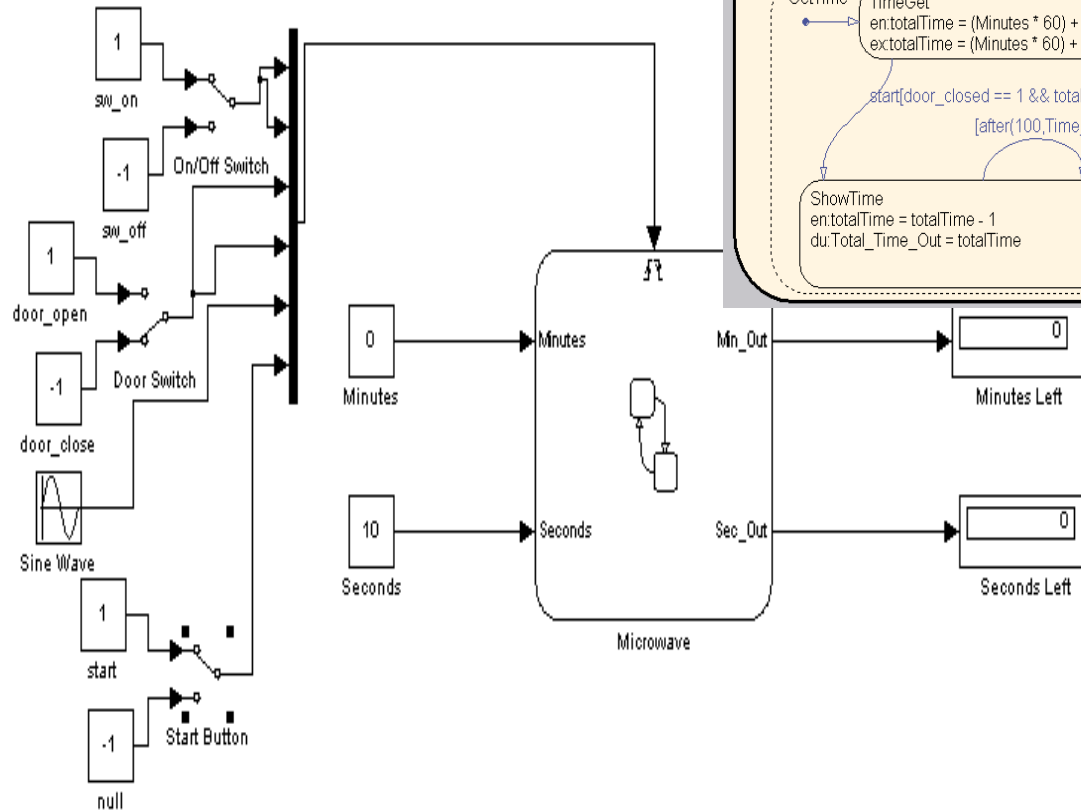 1
sw_on
-1
sw_off
On/Off Switch
1
door_open
-1
door_close
Door Switch
Sine Wave
1
start
-1
null
Start Button
0
Minutes
10
Seconds
Minutes
Seconds
Min_Out
Sec_Out
Microwave
0
Minutes Left
0
Seconds Left
TimeGet
en:totalTime = (Minutes * 60) +
ex:totalTime = (Minutes * 60) +
start[door_closed == 1 && total
[after(100,Time_
ShowTime
en:totalTime = totalTime - 1
du:Total_Time_Out = totalTime